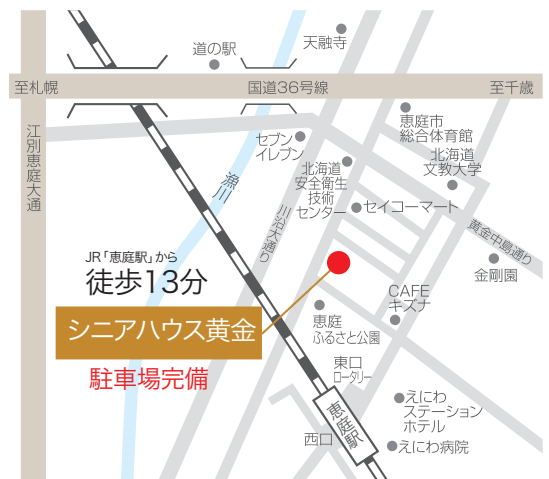 天融寺
道の駅
至札幌
国道36号線
至千歳
江別恵庭大通
恵庭市
総合体育館
セブン
イレブン
北海道
文教大学
北海道
安全衛生
技術
センター
漁川
川沿大通り
セイコーマート
黄金中島通り
金剛園
JR「恵庭駅」から
徒歩13分
シニアハウス黄金
駐車場完備
CAFE
キズナ
恵庭
ふるさと公園
東口
ロータリー
恵庭駅
西口
えにわ
ステーション
ホテル
えにわ病院